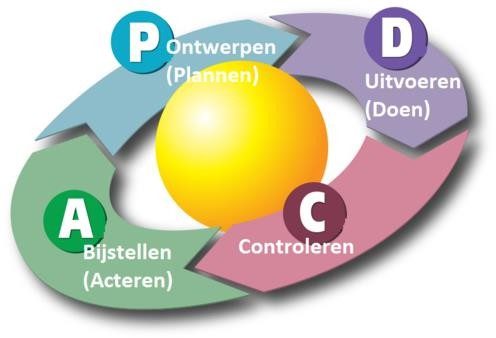 P
Ontwerpen
(Plannen)
D
Uitvoeren
(Doen)
C
Controleren
A
Bijstellen
(Acteren)